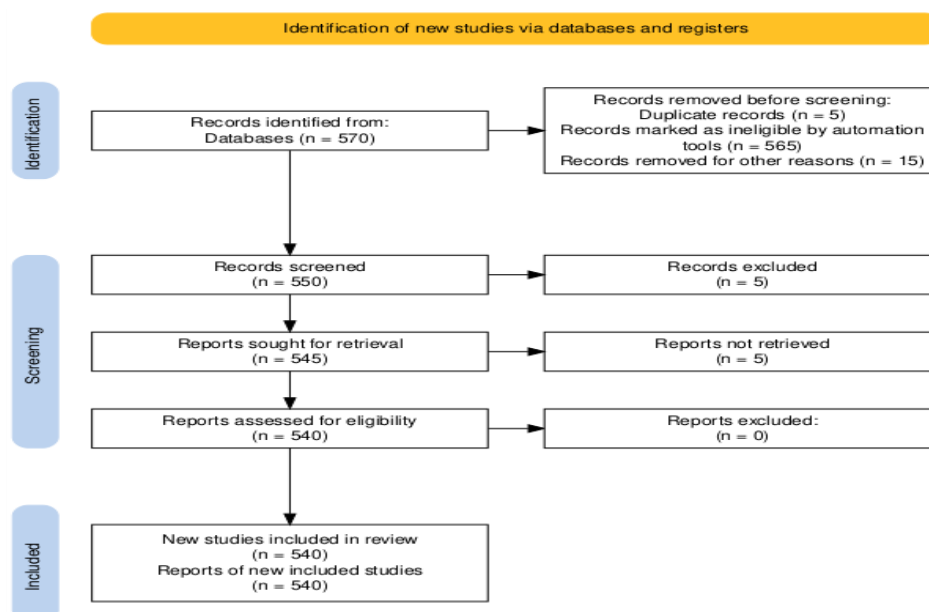 Identification of new studies via databases and registers
Identification
Records identified from:
Databases (n = 570)
Records removed before screening:
Duplicate records (n = 5)
Records marked as ineligible by automation
tools (n = 565)
Records removed for other reasons (n = 15)
Screening
Records screened
(n = 550)
Records excluded
(n = 5)
Reports sought for retrieval
(n = 545)
Reports not retrieved
(n = 5)
Reports assessed for eligibility
(n = 540)
Reports excluded:
(n = 0)
Included
New studies included in review
(n = 540)
Reports of new included studies
(n = 540)